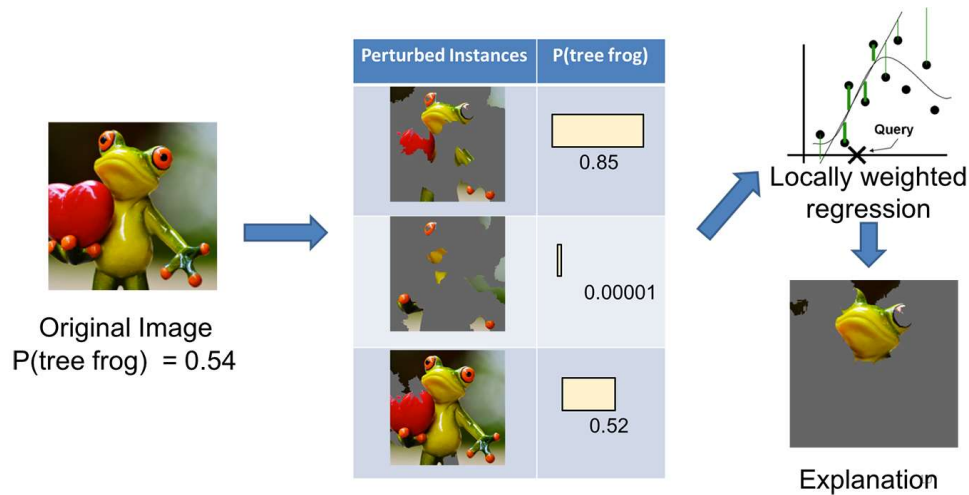 Perturbed Instances
P(tree frog)
0.85
0.00001
0.52
Original Image
P(tree frog) = 0.54
Query
Locally weighted
regression
Explanation